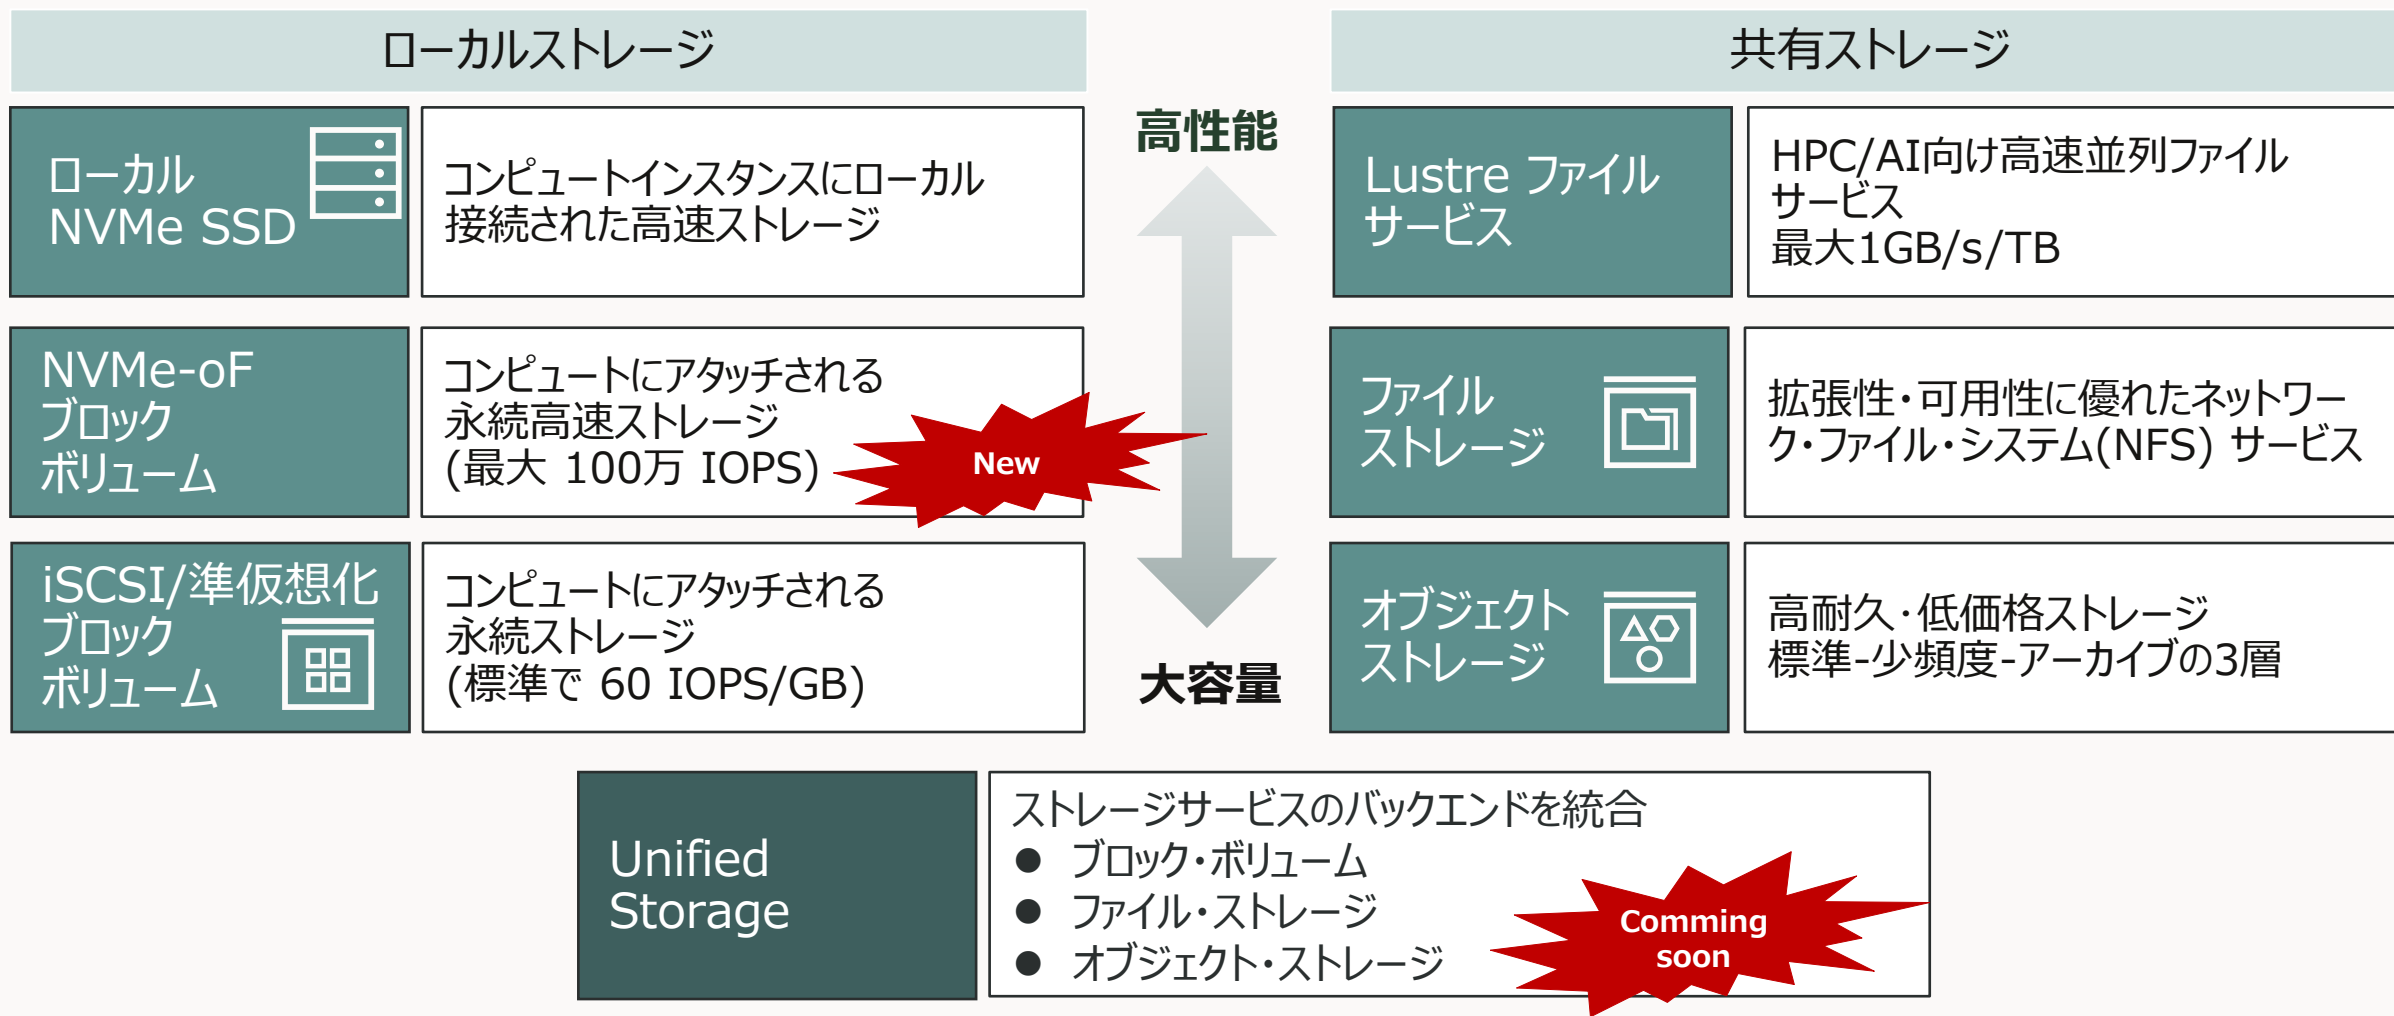 ローカルストレージ
共有ストレージ
ローカル
NVMe SSD
コンピュートインスタンスにローカル
接続された高速ストレージ
NVMe-oF
ブロック
ボリューム
コンピュートにアタッチされる
永続高速ストレージ
(最大 100万 IOPS)
New
iSCSI/準仮想化
ブロック
ボリューム
コンピュートにアタッチされる
永続ストレージ
(標準で 60 IOPS/GB)
高性能
大容量
Lustre ファイル
サービス
HPC/AI向け高速並列ファイル
サービス
最大1GB/s/TB
ファイル
ストレージ
拡張性・可用性に優れたネットワー
ク・ファイル・システム(NFS) サービス
オブジェクト
ストレージ
高耐久・低価格ストレージ
標準-少頻度-アーカイブの3層
Unified
Storage
ストレージサービスのバックエンドを統合
● ブロック・ボリューム
● ファイル・ストレージ
● オブジェクト・ストレージ
Comming
soon